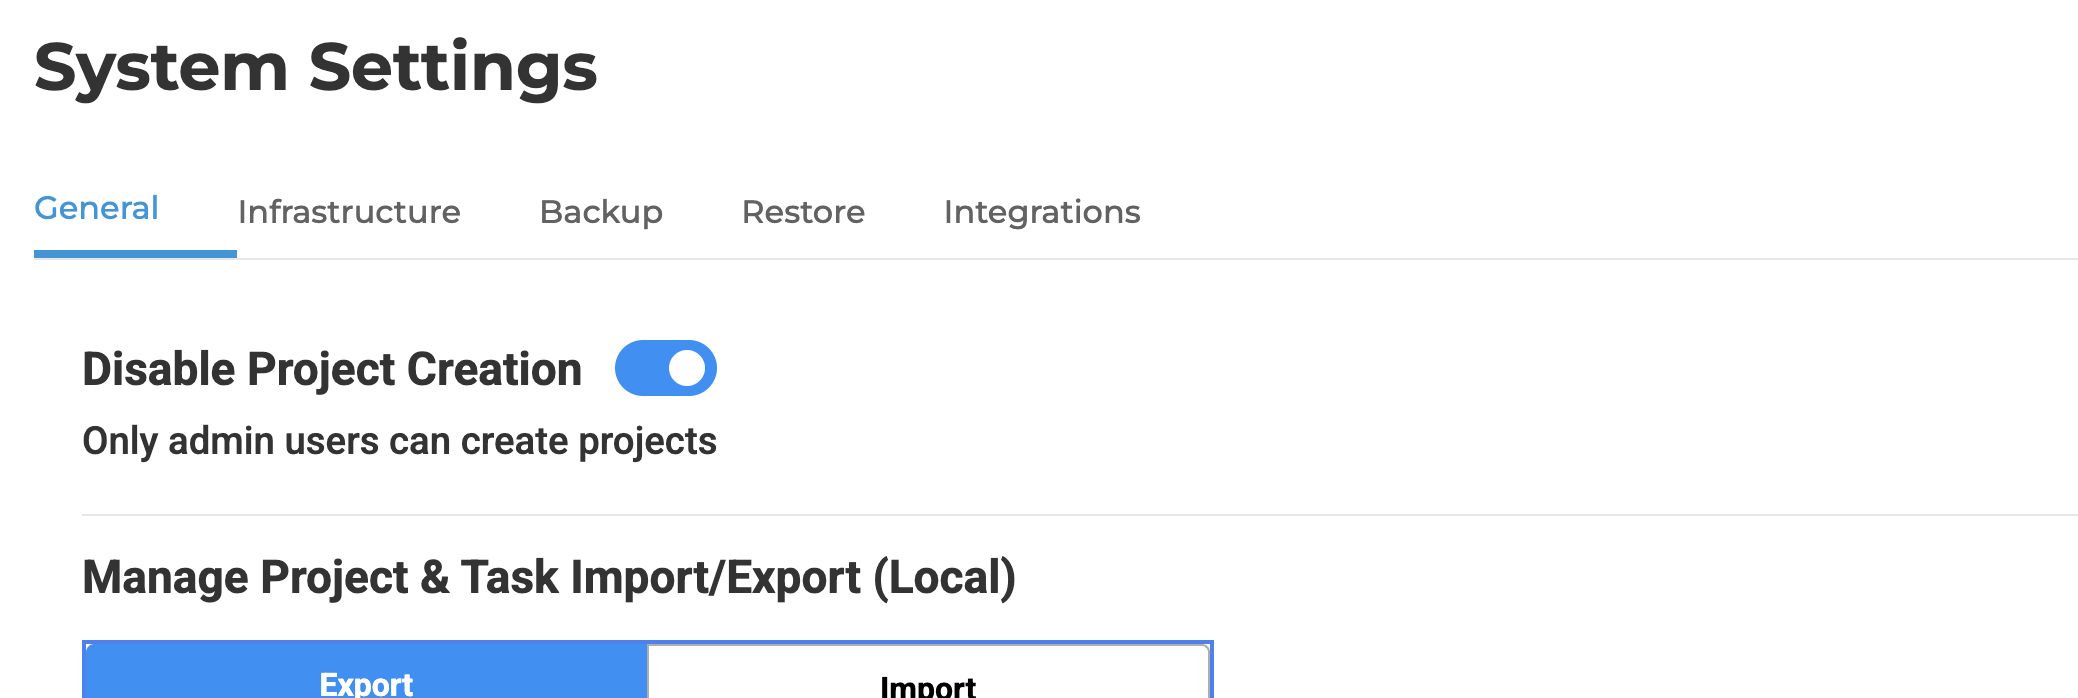 System Settings
General Infrastructure Backup Restore Integrations
Disable Project Creation
Only admin users can create projects
Manage Project & Task Import/Export (Local)
Export Import